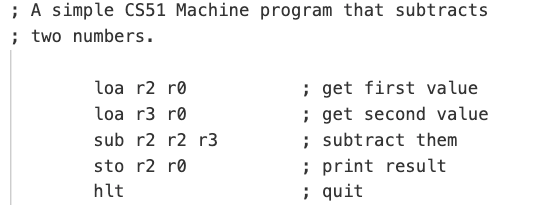 ; A simple CS51 Machine program that subtracts
; two numbers.
loa r2 r0 ; get first value
loa r3 r0 ; get second value
sub r2 r2 r3 ; subtract them
sto r2 r0 ; print result
hlt ; quit